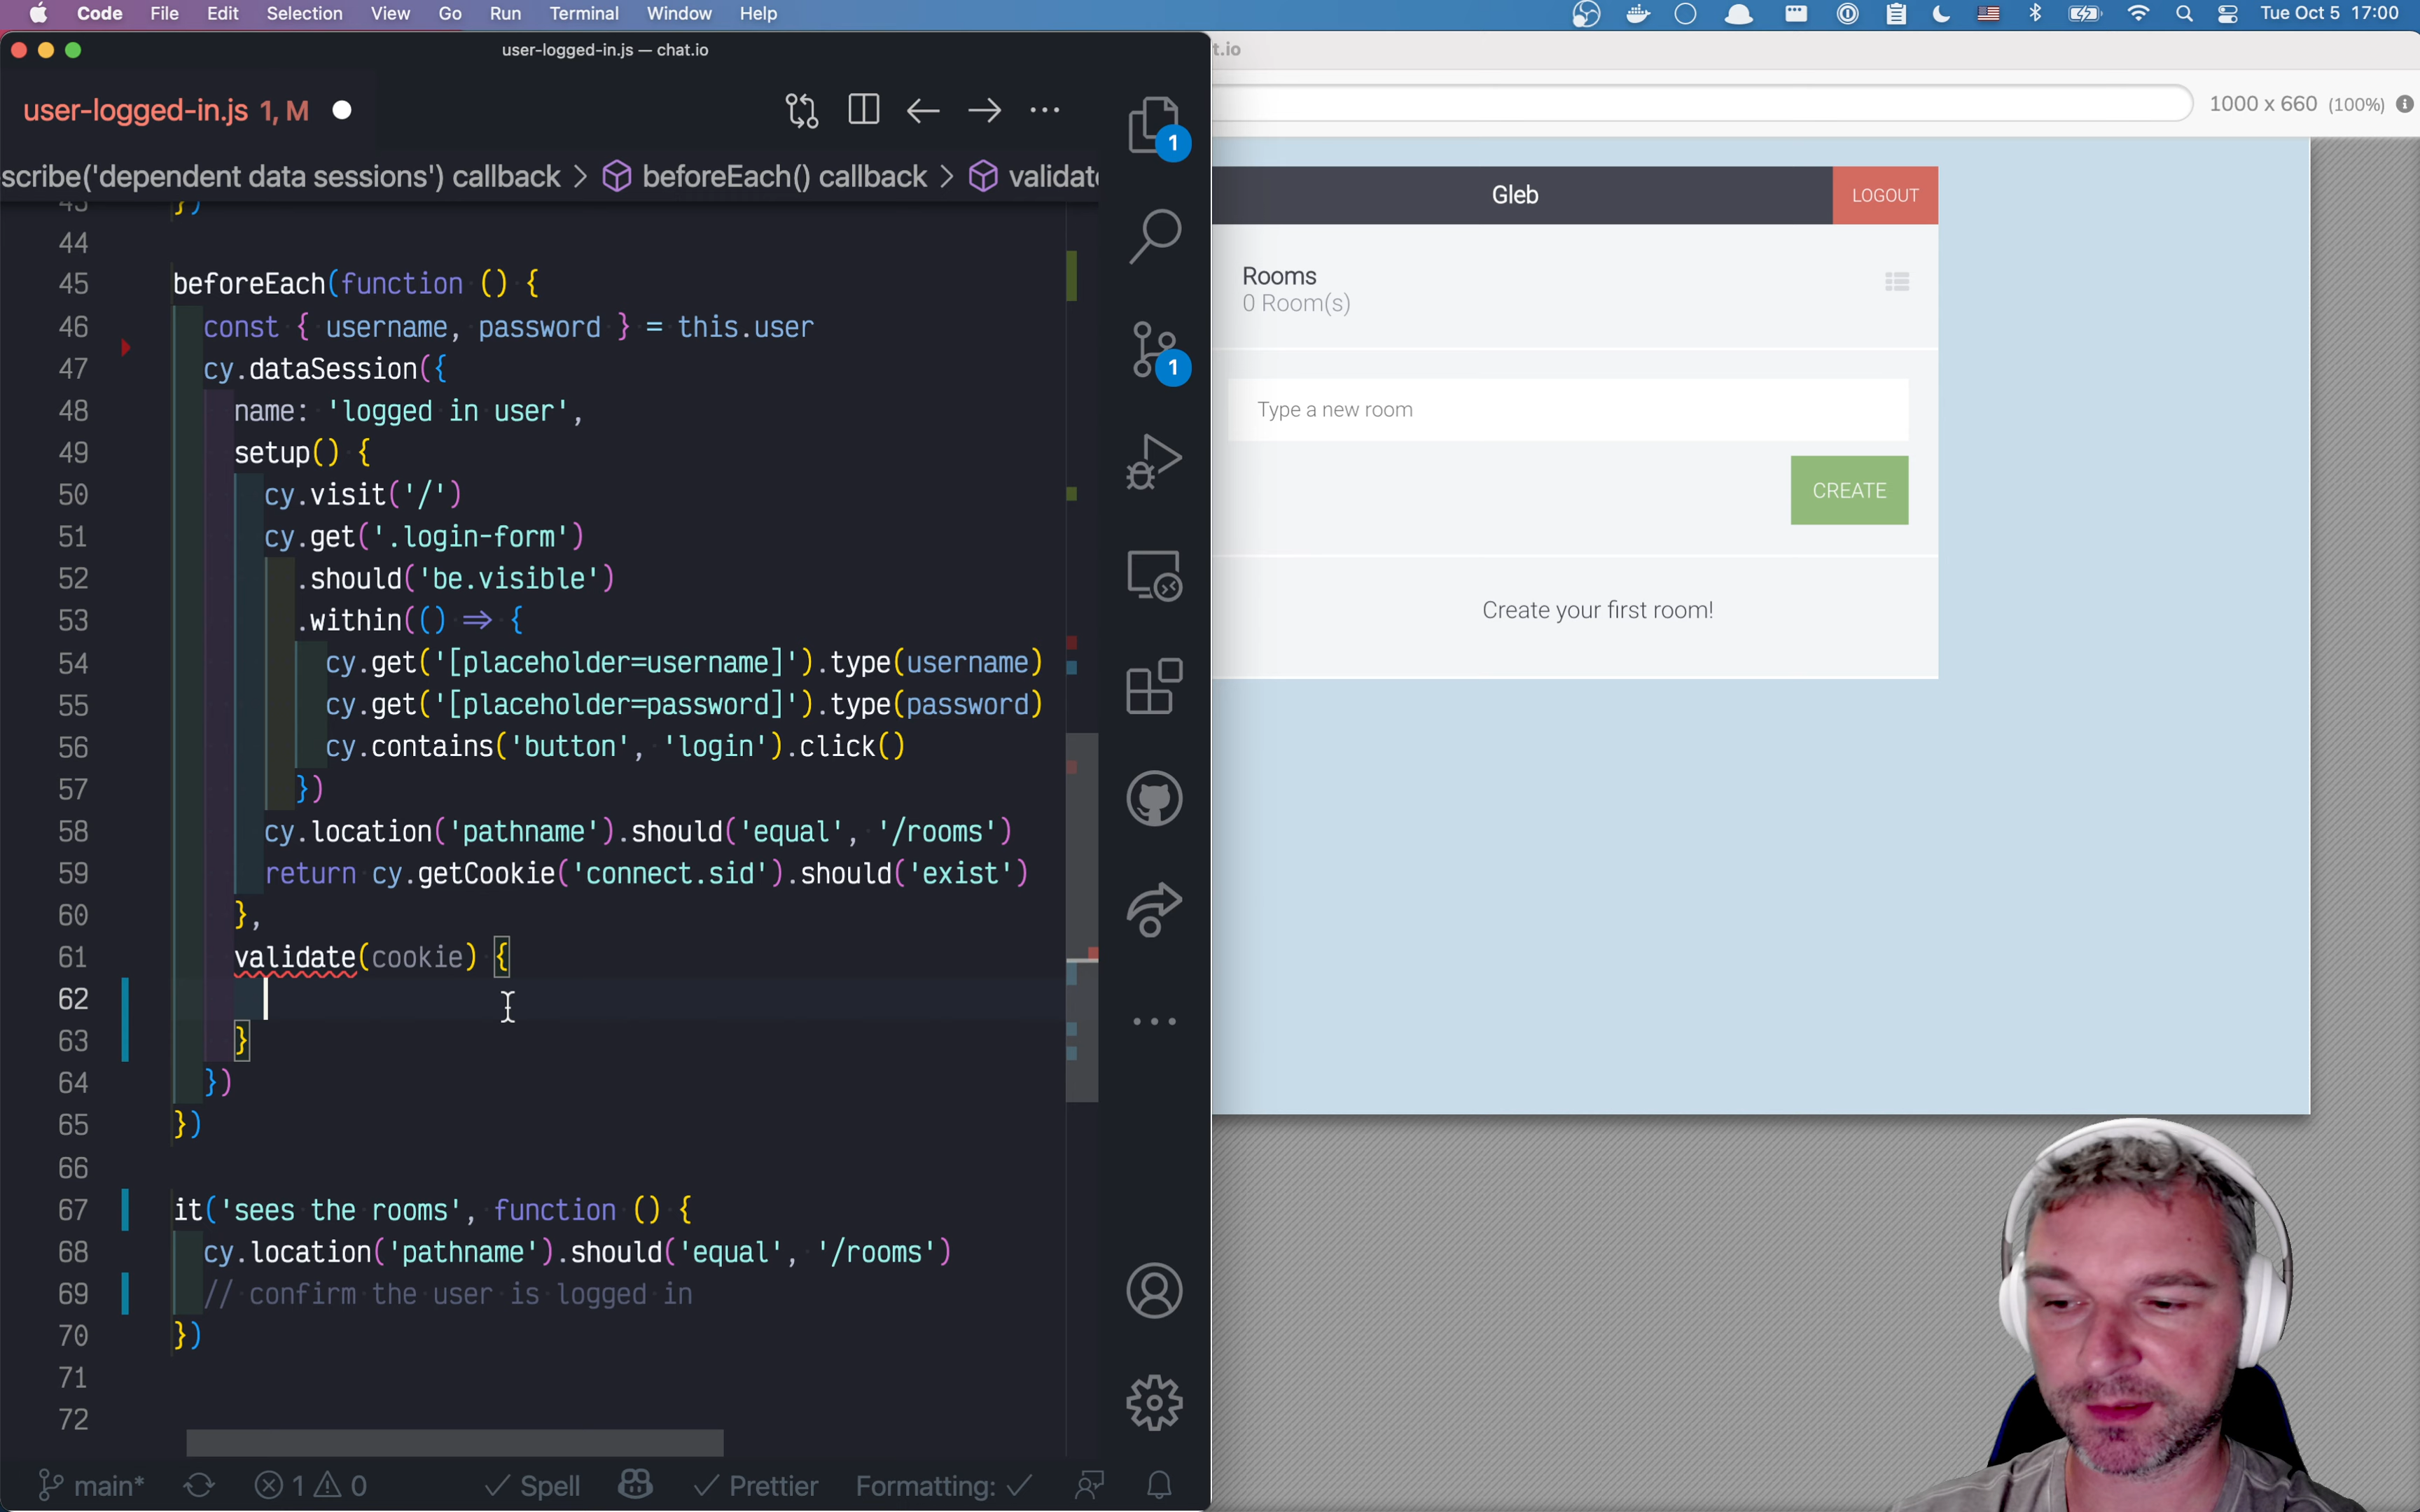 Code File Edit Selection View Go Run Terminal Window Help
Tue Oct 5 17:00
user-logged-in.js — chat.io
t.io
user-logged-in.js 1, M
1000 x 660 (100%)
scribe('dependent data sessions') callback > beforeEach() callback > validat
43 })
44
45 beforeEach(function () {
46 const { username, password } = this.user
47 cy.dataSession({
48 name: 'logged in user',
49 setup() {
50 cy.visit('/')
51 cy.get('.login-form')
52 .should('be.visible')
53 .within(() => {
54 cy.get('[placeholder=username]').type(username)
55 cy.get('[placeholder=password]').type(password)
56 cy.contains('button', 'login').click()
57 })
58 cy.location('pathname').should('equal', '/rooms')
59 return cy.getCookie('connect.sid').should('exist')
60 },
61 validate(cookie) {
62
63 }
64 })
65 })
66
67 it('sees the rooms', function () {
68 cy.location('pathname').should('equal', '/rooms')
69 // confirm the user is logged in
70 })
71
72
main* 1 0 Spell Prettier Formatting:
1
1
Gleb
LOGOUT
Rooms
0 Room(s)
Type a new room
CREATE
Create your first room!